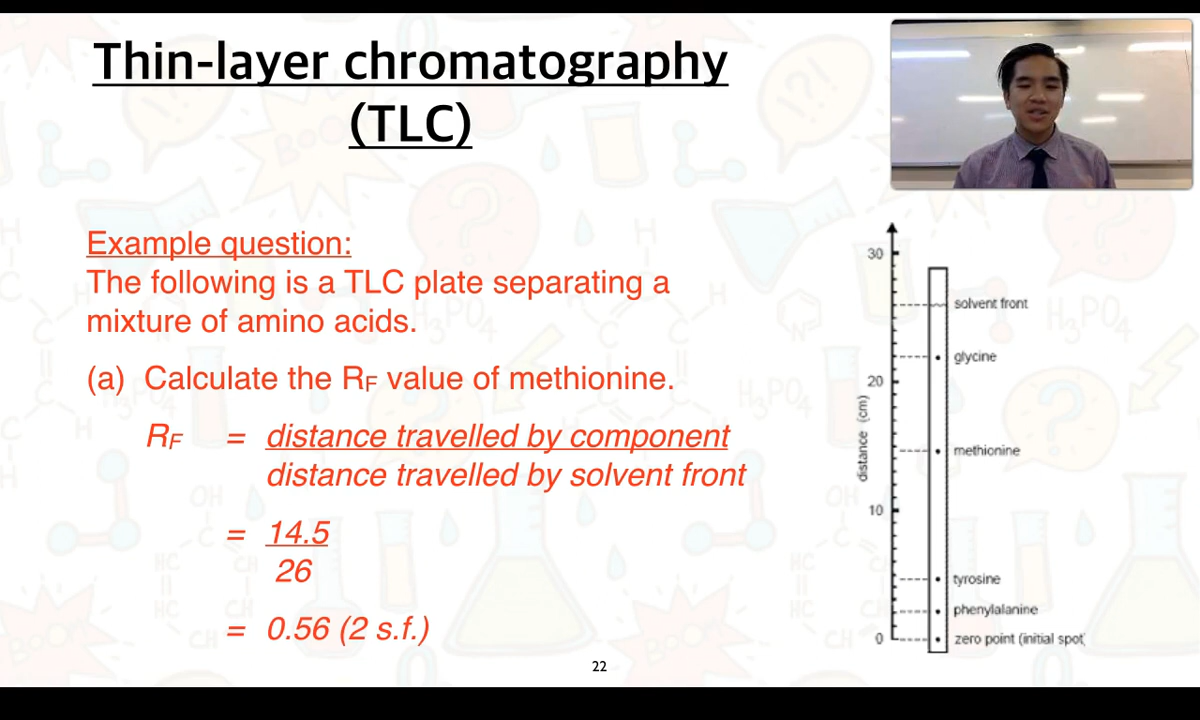 Thin-layer chromatography
(TLC)
Example question:
The following is a TLC plate separating a
mixture of amino acids.
(a) Calculate the RF value of methionine.
RF = distance travelled by component
distance travelled by solvent front
= 14.5
26
= 0.56 (2 s.f.)
30
solvent front
glycine
20
distance (cm)
methionine
10
tyrosine
phenylalanine
0
zero point (initial spot)
22